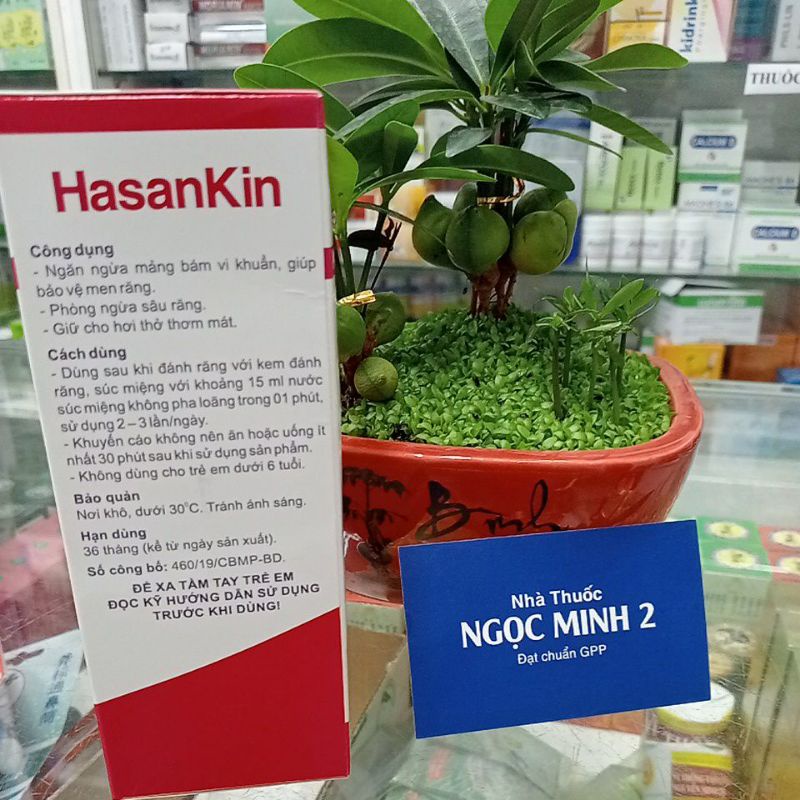 HasanKin
Công dụng
- Ngăn ngừa mảng bám vi khuẩn, giúp
bảo vệ men răng.
- Phòng ngừa sâu răng.
- Giữ cho hơi thở thơm mát.
Cách dùng
- Dùng sau khi đánh răng với kem đánh
răng, súc miệng với khoảng 15 ml nước
súc miệng không pha loãng trong 01 phút,
sử dụng 2 – 3 lần/ngày.
- Khuyến cáo không nên ăn hoặc uống ít
nhất 30 phút sau khi sử dụng sản phẩm.
- Không dùng cho trẻ em dưới 6 tuổi.
Bảo quản
Nơi khô, dưới 30°C. Tránh ánh sáng.
Hạn dùng
36 tháng (kể từ ngày sản xuất).
Số công bố: 460/19/CBMP-BD.
ĐỂ XA TẦM TAY TRẺ EM
ĐỌC KỸ HƯỚNG DẪN SỬ DỤNG
TRƯỚC KHI DÙNG!
Nhà Thuốc
NGỌC MINH 2
Đạt chuẩn GPP
kidrink
THUỐC
CALCIUM D
Bình